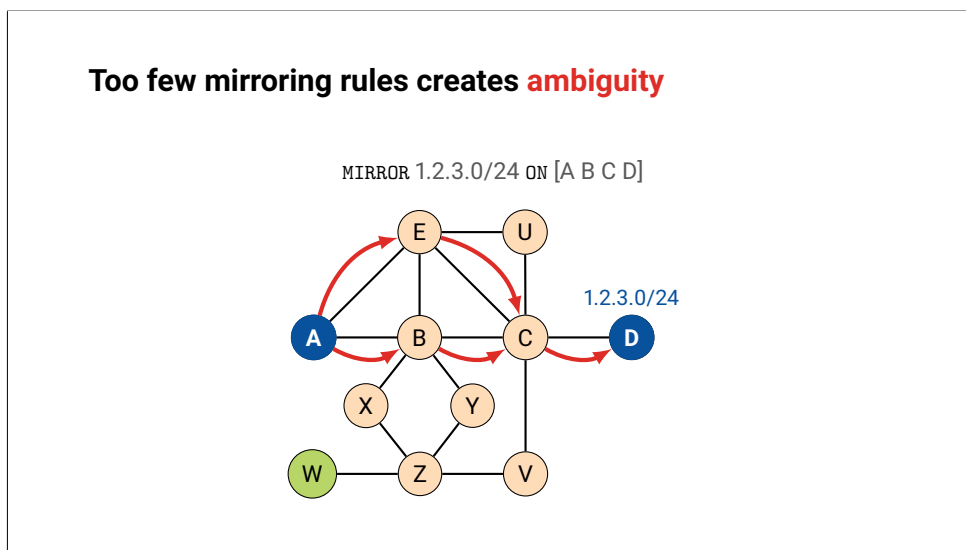 Too few mirroring rules creates ambiguity
MIRROR 1.2.3.0/24 ON [A B C D]
E U
1.2.3.0/24
A B C D
X Y
W Z V